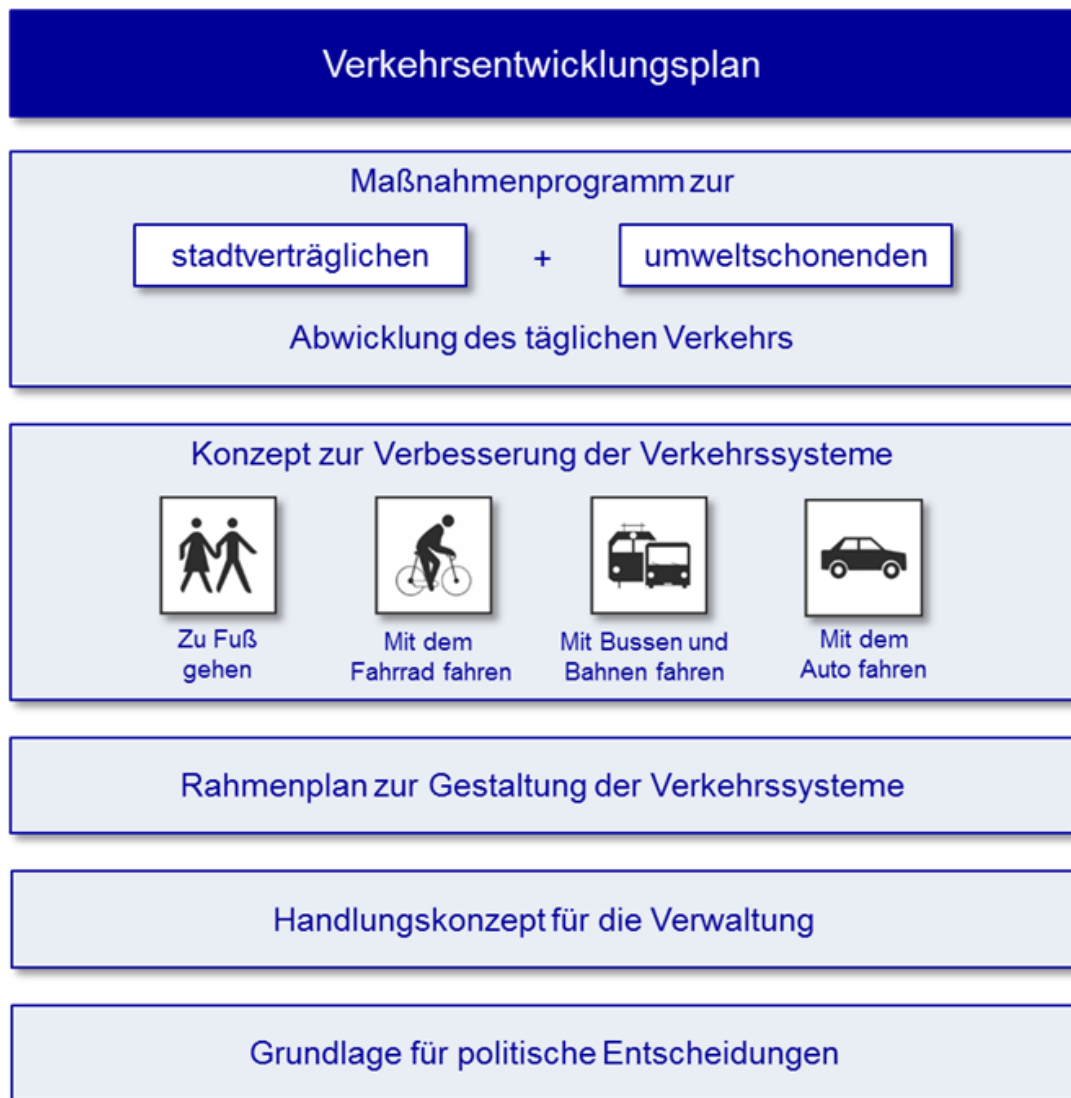 Verkehrsentwicklungsplan
Maßnahmenprogramm zur
stadtverträglichen + umweltschonenden
Abwicklung des täglichen Verkehrs
Konzept zur Verbesserung der Verkehrssysteme
Zu Fuß
gehen
Mit dem
Fahrrad fahren
Mit Bussen und
Bahnen fahren
Mit dem
Auto fahren
Rahmenplan zur Gestaltung der Verkehrssysteme
Handlungskonzept für die Verwaltung
Grundlage für politische Entscheidungen